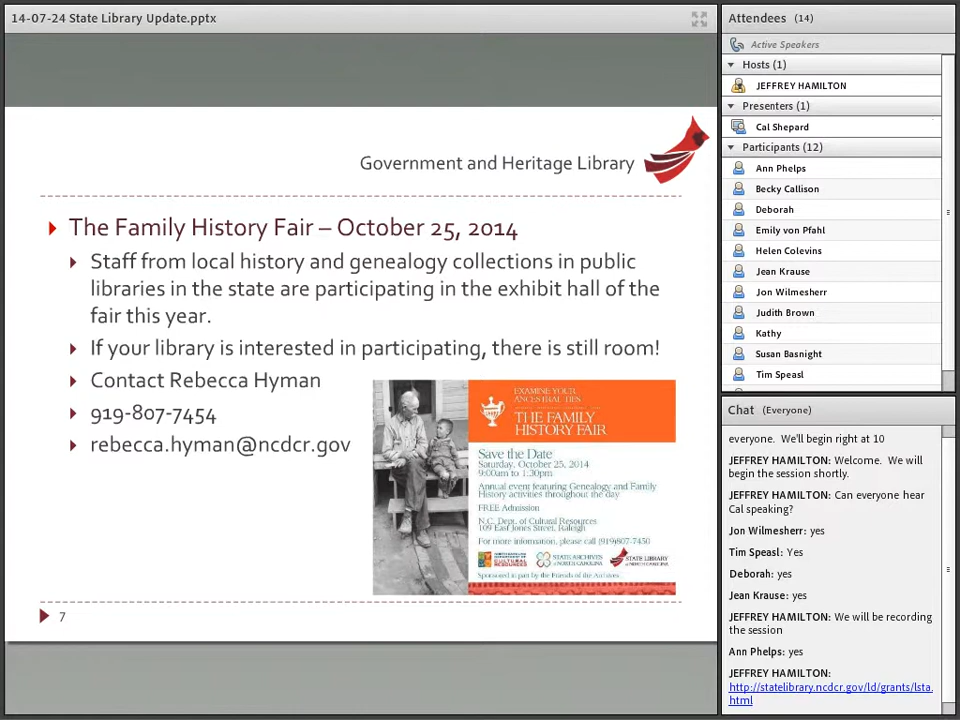 14-07-24 State Library Update.pptx
Government and Heritage Library
The Family History Fair – October 25, 2014
Staff from local history and genealogy collections in public
libraries in the state are participating in the exhibit hall of the
fair this year.
If your library is interested in participating, there is still room!
Contact Rebecca Hyman
919-807-7454
rebecca.hyman@ncdcr.gov
EXAMINE YOUR
ANCESTRAL TIES
THE FAMILY
HISTORY FAIR
Save the Date
Saturday, October 25, 2014
9:00am to 1:30pm
Annual event featuring Genealogy and Family
History activities throughout the day
FREE Admission
N.C. Dept. of Cultural Resources
109 East Jones Street, Raleigh
For more information, please call (919)807-7450
CULTURAL
RESOURCES
STATE ARCHIVES
OF NORTH CAROLINA
STATE LIBRARY
OF NORTH CAROLINA
Sponsored in part by the Friends of the Archives
7
Attendees (14)
Active Speakers
Hosts (1)
JEFFREY HAMILTON
Presenters (1)
Cal Shepard
Participants (12)
Ann Phelps
Becky Callison
Deborah
Emily von Pfahl
Helen Colevins
Jean Krause
Jon Wilmesherr
Judith Brown
Kathy
Susan Basnight
Tim Speasl
Chat (Everyone)
everyone. We'll begin right at 10
JEFFREY HAMILTON: Welcome. We will
begin the session shortly.
JEFFREY HAMILTON: Can everyone hear
Cal speaking?
Jon Wilmesherr: yes
Tim Speasl: Yes
Deborah: yes
Jean Krause: yes
JEFFREY HAMILTON: We will be recording
the session
Ann Phelps: yes
JEFFREY HAMILTON:
http://statelibrary.ncdcr.gov/ld/grants/lsta.
html